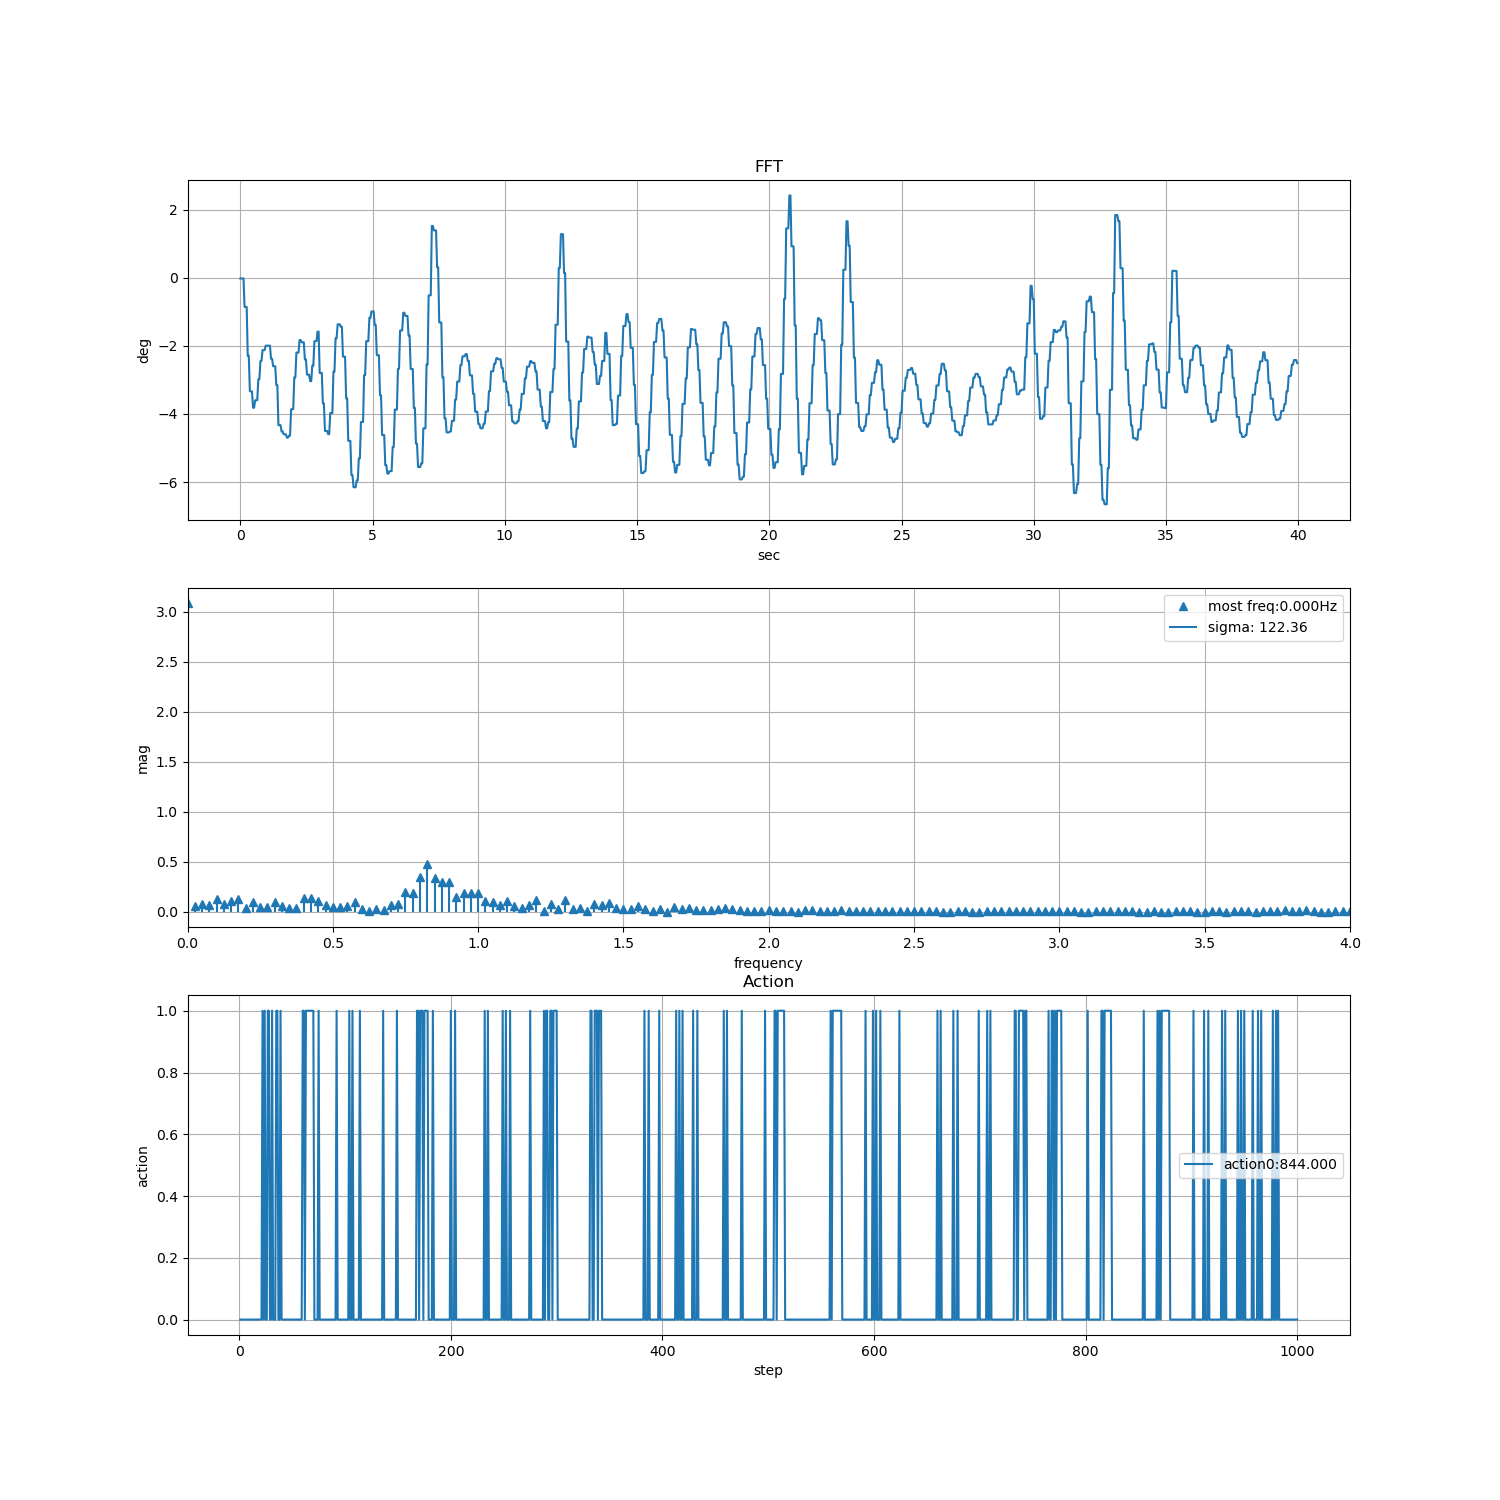 FFT
2
0
−2
−4
−6
deg
0 5 10 15 20 25 30 35 40
sec
most freq:0.000Hz
sigma: 122.36
3.0
2.5
2.0
1.5
1.0
0.5
0.0
mag
0.0 0.5 1.0 1.5 2.0 2.5 3.0 3.5 4.0
frequency
Action
1.0
0.8
0.6
0.4
0.2
0.0
action
action0:844.000
0 200 400 600 800 1000
step